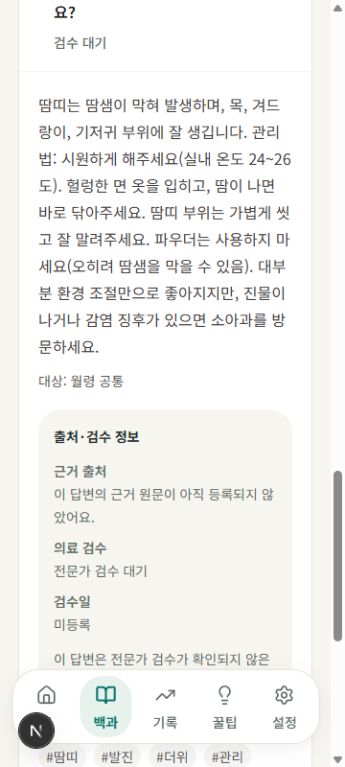 요?
검수 대기
땀띠는 땀샘이 막혀 발생하며, 목, 겨드
랑이, 기저귀 부위에 잘 생깁니다. 관리
법: 시원하게 해주세요(실내 온도 24~26
도). 헐렁한 면 옷을 입히고, 땀이 나면
바로 닦아주세요. 땀띠 부위는 가볍게 씻
고 잘 말려주세요. 파우더는 사용하지 마
세요(오히려 땀샘을 막을 수 있음). 대부
분 환경 조절만으로 좋아지지만, 진물이
나거나 감염 징후가 있으면 소아과를 방
문하세요.
대상: 월령 공통
출처·검수 정보
근거 출처
이 답변의 근거 원문이 아직 등록되지 않
았어요.
의료 검수
전문가 검수 대기
검수일
미등록
이 답변은 전문가 검수가 확인되지 않은
백과
기록
꿀팁
설정
N
#땀띠 #발진 #더위 #관리